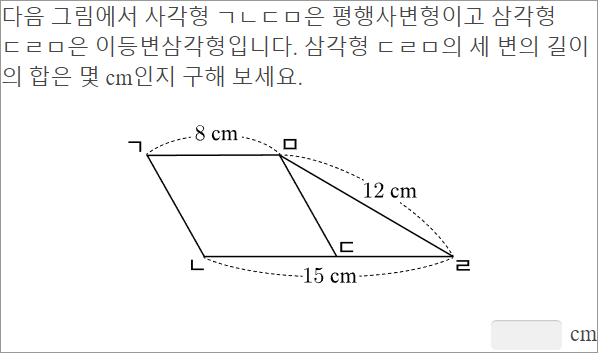 다음 그림에서 사각형 ㄱㄴㄷㅁ은 평행사변형이고 삼각형
ㄷㄹㅁ은 이등변삼각형입니다. 삼각형 ㄷㄹㅁ의 세 변의 길이
의 합은 몇 cm인지 구해 보세요.
8 cm
ㄱ
ㅁ
12 cm
ㄷ
ㄴ
ㄹ
15 cm
cm